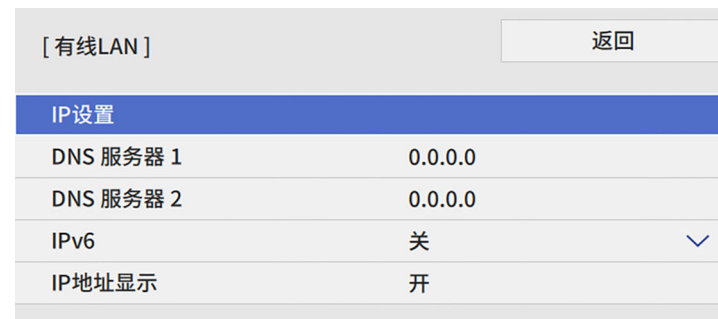 [ 有线LAN ]
返回
IP设置
DNS 服务器 1 0.0.0.0
DNS 服务器 2 0.0.0.0
IPv6 关
IP地址显示 开